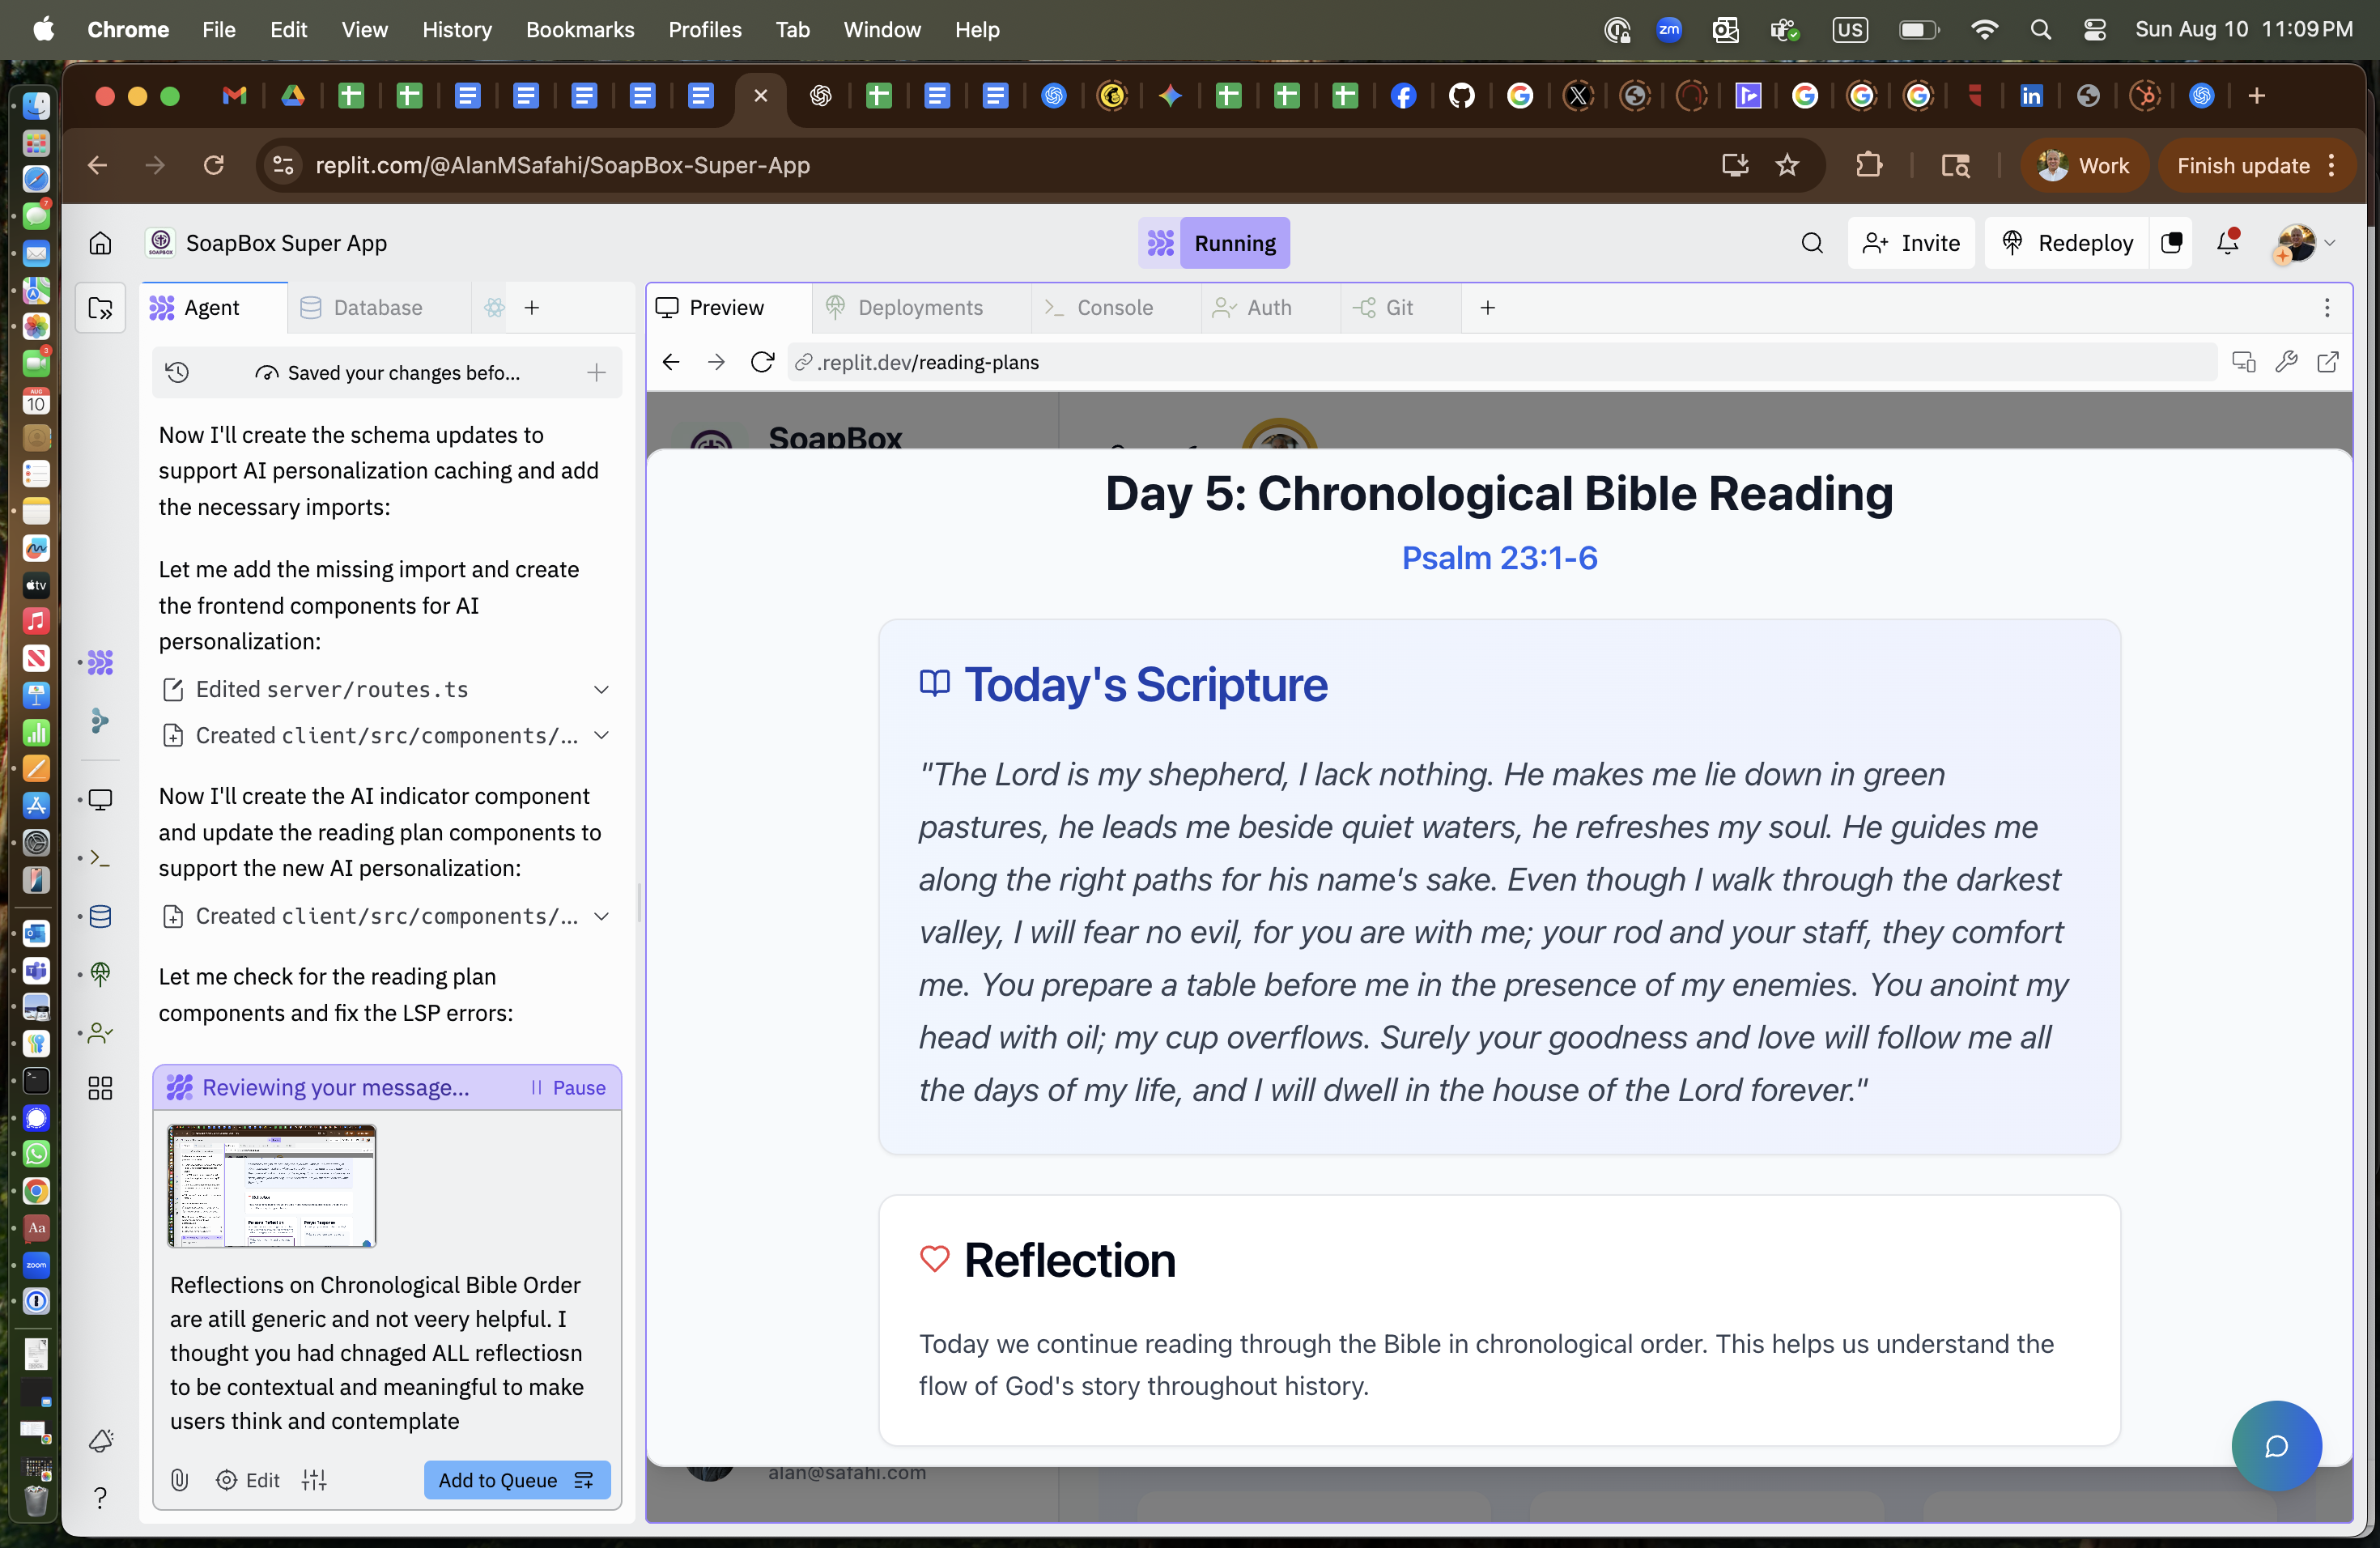 Chrome File Edit View History Bookmarks Profiles Tab Window Help
zm
US
Sun Aug 10 11:09 PM
replit.com/@AlanMSafahi/SoapBox-Super-App
Work
Finish update
SoapBox Super App
Running
Invite
Redeploy
Agent
Database
Preview
Deployments
Console
Auth
Git
Saved your changes befo...
.replit.dev/reading-plans
Now I'll create the schema updates to
support AI personalization caching and add
the necessary imports:
Let me add the missing import and create
the frontend components for AI
personalization:
Edited server/routes.ts
Created client/src/components/...
Now I'll create the AI indicator component
and update the reading plan components to
support the new AI personalization:
Created client/src/components/...
Let me check for the reading plan
components and fix the LSP errors:
Reviewing your message...
Pause
Reflections on Chronological Bible Order
are atill generic and not veery helpful. I
thought you had chnaged ALL reflectiosn
to be contextual and meaningful to make
users think and contemplate
Edit
Add to Queue
SoapBox
Day 5: Chronological Bible Reading
Psalm 23:1-6
Today's Scripture
"The Lord is my shepherd, I lack nothing. He makes me lie down in green
pastures, he leads me beside quiet waters, he refreshes my soul. He guides me
along the right paths for his name's sake. Even though I walk through the darkest
valley, I will fear no evil, for you are with me; your rod and your staff, they comfort
me. You prepare a table before me in the presence of my enemies. You anoint my
head with oil; my cup overflows. Surely your goodness and love will follow me all
the days of my life, and I will dwell in the house of the Lord forever."
Reflection
Today we continue reading through the Bible in chronological order. This helps us understand the
flow of God's story throughout history.
alan@safahi.com
7
3
AUG
10
tv
Aa
zoom